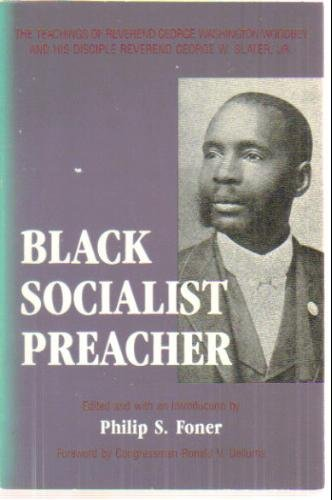 THE TEACHINGS OF REVEREND GEORGE WASHINGTON WOODBEY
AND HIS DISCIPLE REVEREND GEORGE W. SLATER, JR.
BLACK
SOCIALIST
PREACHER
Edited and with an Introduction by
Philip S. Foner
Foreword by Congressman Ronald V. Dellums